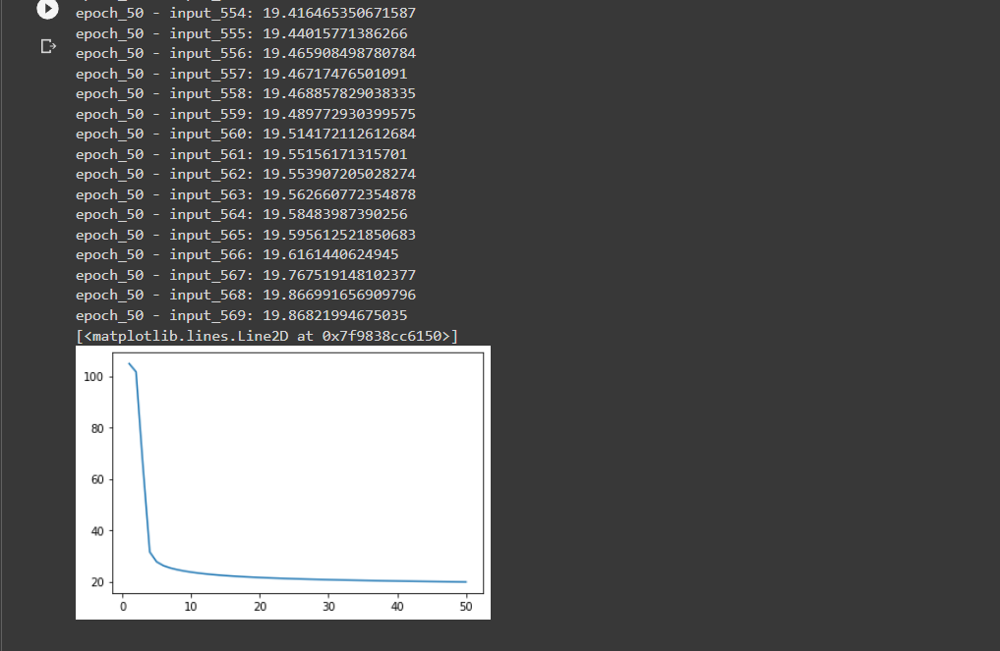 epoch_50 - input_554: 19.416465350671587
epoch_50 - input_555: 19.44015771386266
epoch_50 - input_556: 19.465908498780784
epoch_50 - input_557: 19.46717476501091
epoch_50 - input_558: 19.468857829038335
epoch_50 - input_559: 19.489772930399575
epoch_50 - input_560: 19.514172112612684
epoch_50 - input_561: 19.55156171315701
epoch_50 - input_562: 19.553907205028274
epoch_50 - input_563: 19.562660772354878
epoch_50 - input_564: 19.58483987390256
epoch_50 - input_565: 19.595612521850683
epoch_50 - input_566: 19.6161440624945
epoch_50 - input_567: 19.767519148102377
epoch_50 - input_568: 19.866991656909796
epoch_50 - input_569: 19.86821994675035
[<matplotlib.lines.Line2D at 0x7f9838cc6150>]
100
80
60
40
20
0 10 20 30 40 50